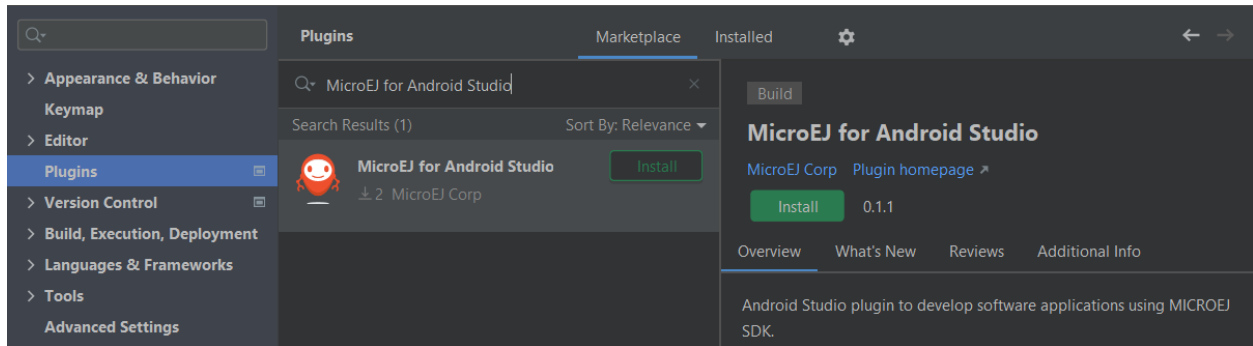 Plugins
Marketplace
Installed
Appearance & Behavior
Keymap
Editor
Plugins
Version Control
Build, Execution, Deployment
Languages & Frameworks
Tools
Advanced Settings
MicroEJ for Android Studio
Search Results (1)
Sort By: Relevance
MicroEJ for Android Studio
Install
2 MicroEJ Corp
Build
MicroEJ for Android Studio
MicroEJ Corp Plugin homepage
Install 0.1.1
Overview What's New Reviews Additional Info
Android Studio plugin to develop software applications using MICROEJ
SDK.